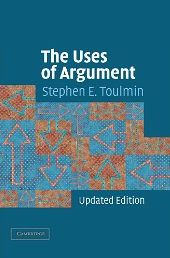 The Uses of Argument
Stephen E. Toulmin
Updated Edition
CAMBRIDGE